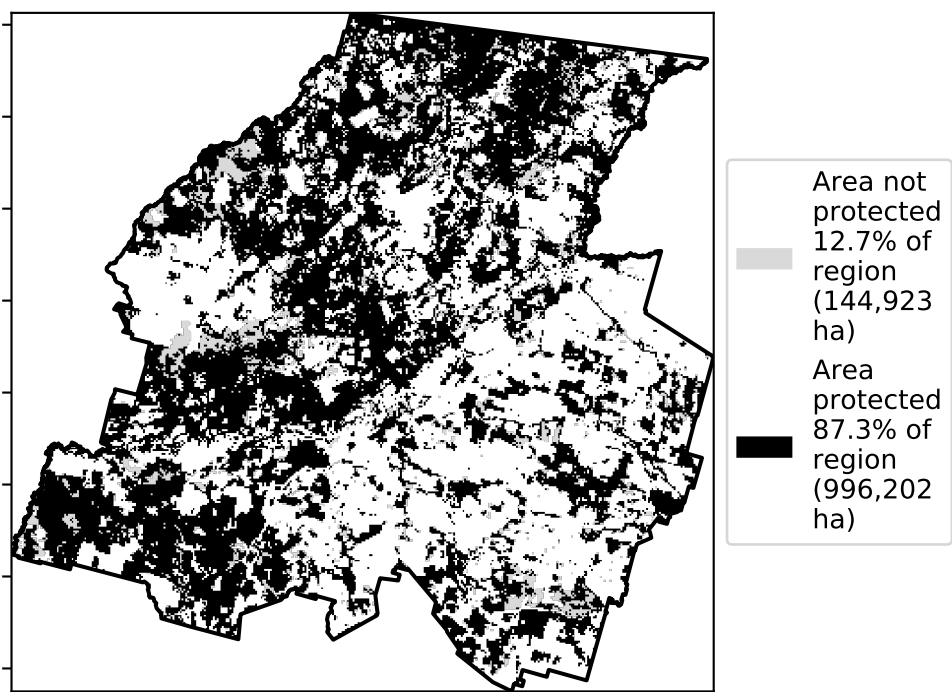 Area not
protected
12.7% of
region
(144,923
ha)
Area
protected
87.3% of
region
(996,202
ha)